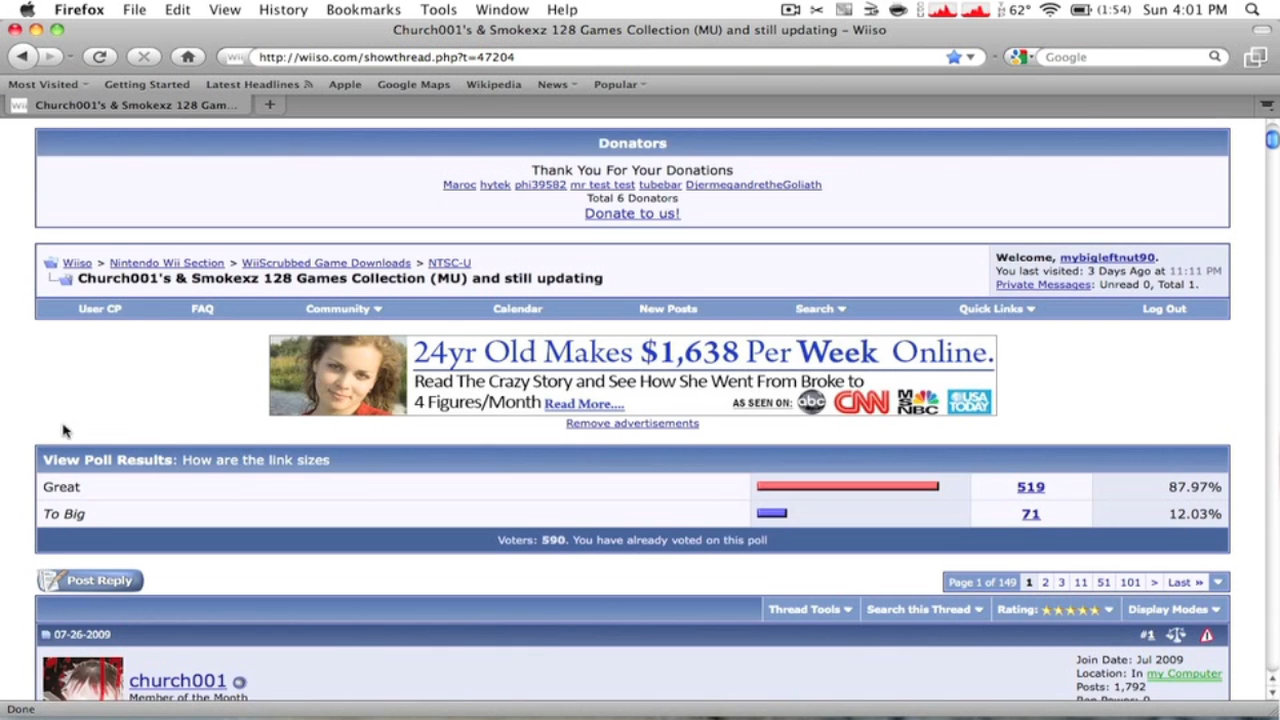 Firefox File Edit View History Bookmarks Tools Window Help 62° (1:54) Sun 4:01 PM
Church001's & Smokexz 128 Games Collection (MU) and still updating – Wiiso
http://wiiso.com/showthread.php?t=47204 Google
Most Visited Getting Started Latest Headlines Apple Google Maps Wikipedia News Popular
Church001's & Smokexz 128 Gam... +
Donators
Thank You For Your Donations
Maroc hytek phi39582 mr test test tubebar DjermegandretheGoliath
Total 6 Donators
Donate to us!
Wiiso > Nintendo Wii Section > WiiScrubbed Game Downloads > NTSC-U
Church001's & Smokexz 128 Games Collection (MU) and still updating
Welcome, mybigleftnut90.
You last visited: 3 Days Ago at 11:11 PM
Private Messages: Unread 0, Total 1.
User CP FAQ Community Calendar New Posts Search Quick Links Log Out
24yr Old Makes $1,638 Per Week Online.
Read The Crazy Story and See How She Went From Broke to
4 Figures/Month Read More.... AS SEEN ON: abc CNN MSNBC USA TODAY
Remove advertisements
View Poll Results: How are the link sizes
Great 519 87.97%
To Big 71 12.03%
Voters: 590. You have already voted on this poll
Post Reply Page 1 of 149 1 2 3 11 51 101 > Last »
Thread Tools Search this Thread Rating: Display Modes
07-26-2009 #1
church001
Member of the Month
Join Date: Jul 2009
Location: In my Computer
Posts: 1,792
Rep Power: 0
Done